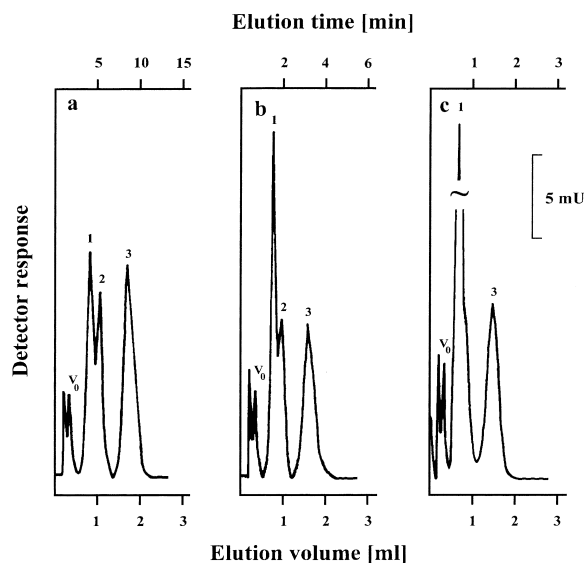 Elution time [min]
5 10 15
2 4 6
1 2 3
a
b
c
1
1
1
5 mU
2
3
2
3
3
V0
V0
V0
Detector response
1 2 3
1 2 3
1 2 3
Elution volume [ml]